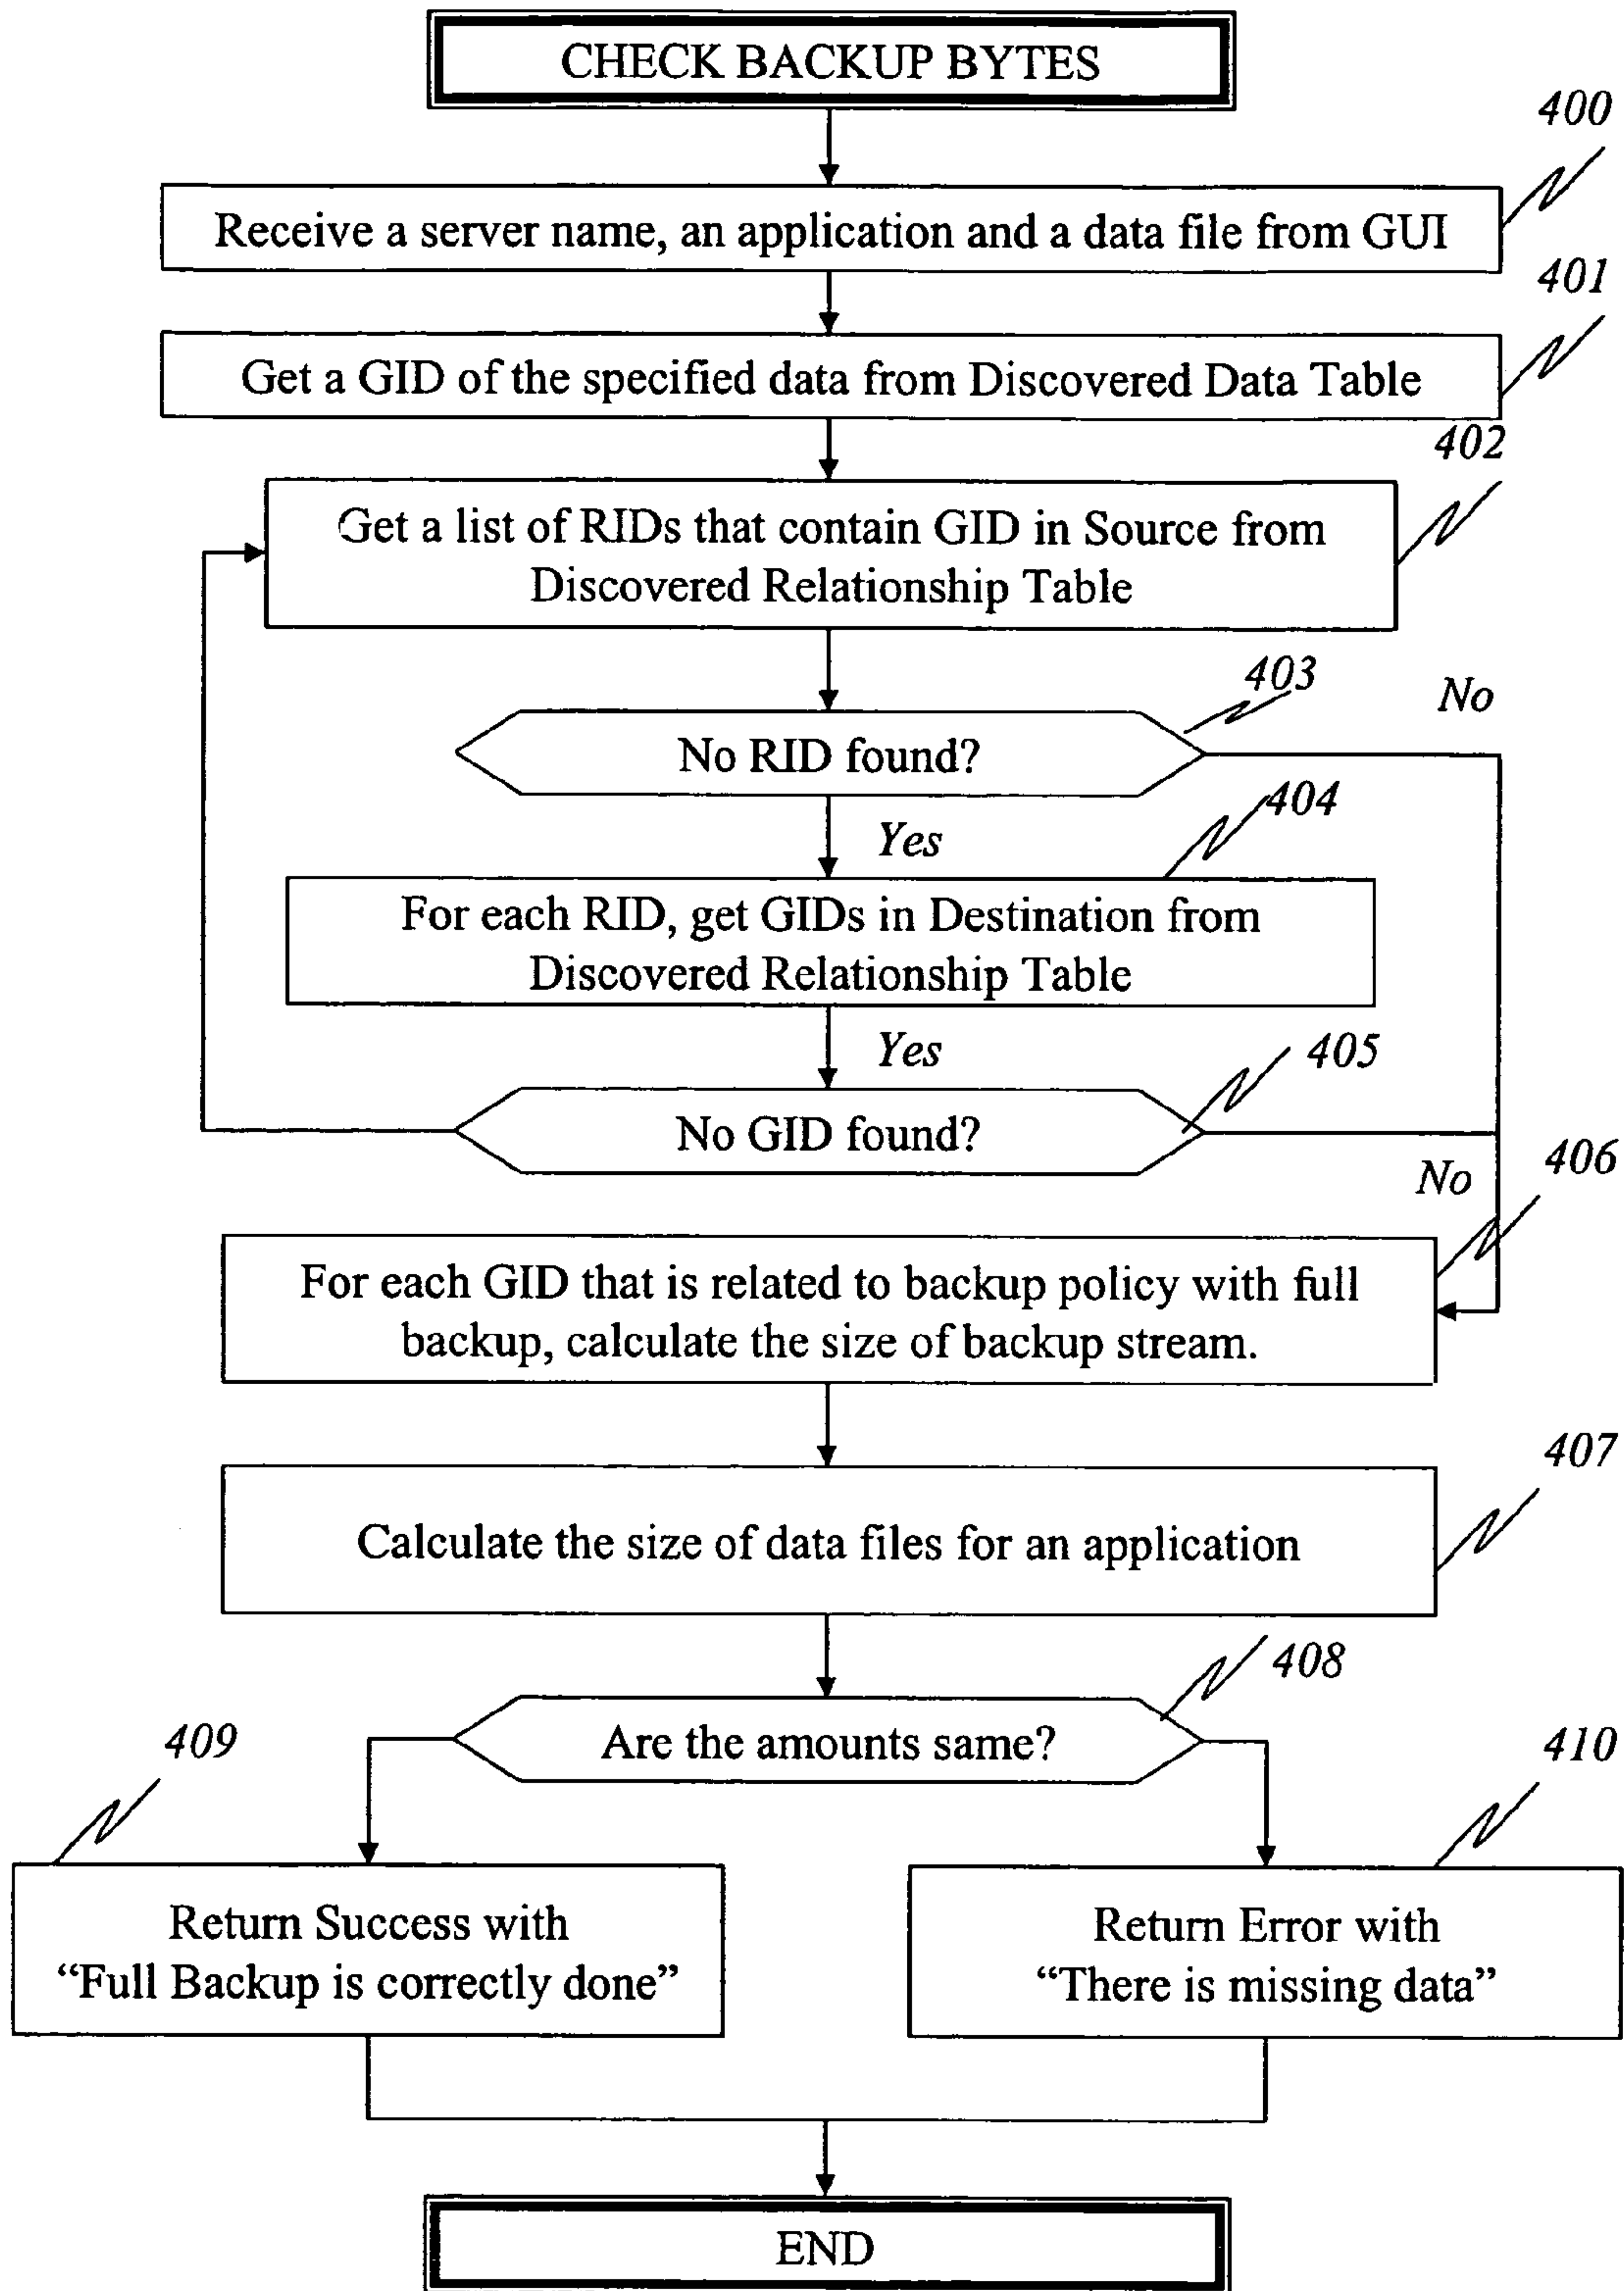 CHECK BACKUP BYTES
400
Receive a server name, an application and a data file from GUI
401
Get a GID of the specified data from Discovered Data Table
402
Get a list of RIDs that contain GID in Source from
Discovered Relationship Table
403
No
No RID found?
404
Yes
For each RID, get GIDs in Destination from
Discovered Relationship Table
Yes
405
No GID found?
406
No
For each GID that is related to backup policy with full
backup, calculate the size of backup stream.
407
Calculate the size of data files for an application
408
Are the amounts same?
409
410
Return Success with
“Full Backup is correctly done”
Return Error with
“There is missing data”
END